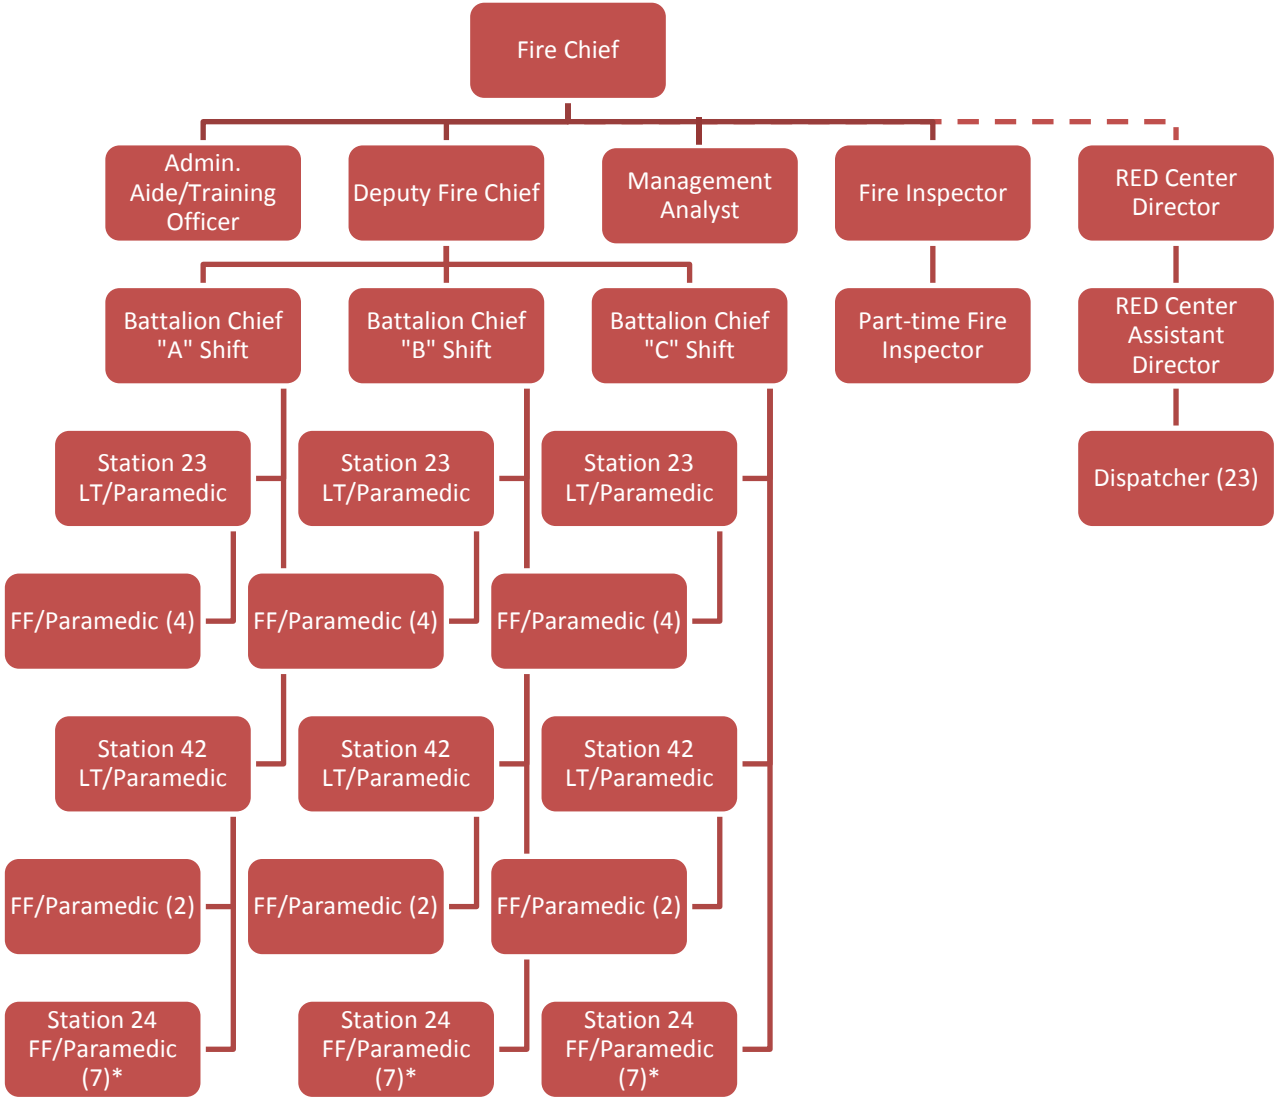 Fire Chief
Admin.
Aide/Training
Officer
Deputy Fire Chief
Management
Analyst
Fire Inspector
RED Center
Director
Battalion Chief
"A" Shift
Battalion Chief
"B" Shift
Battalion Chief
"C" Shift
Part-time Fire
Inspector
RED Center
Assistant
Director
Station 23
LT/Paramedic
Station 23
LT/Paramedic
Station 23
LT/Paramedic
Dispatcher (23)
FF/Paramedic (4)
FF/Paramedic (4)
FF/Paramedic (4)
Station 42
LT/Paramedic
Station 42
LT/Paramedic
Station 42
LT/Paramedic
FF/Paramedic (2)
FF/Paramedic (2)
FF/Paramedic (2)
Station 24
FF/Paramedic
(7)*
Station 24
FF/Paramedic
(7)*
Station 24
FF/Paramedic
(7)*